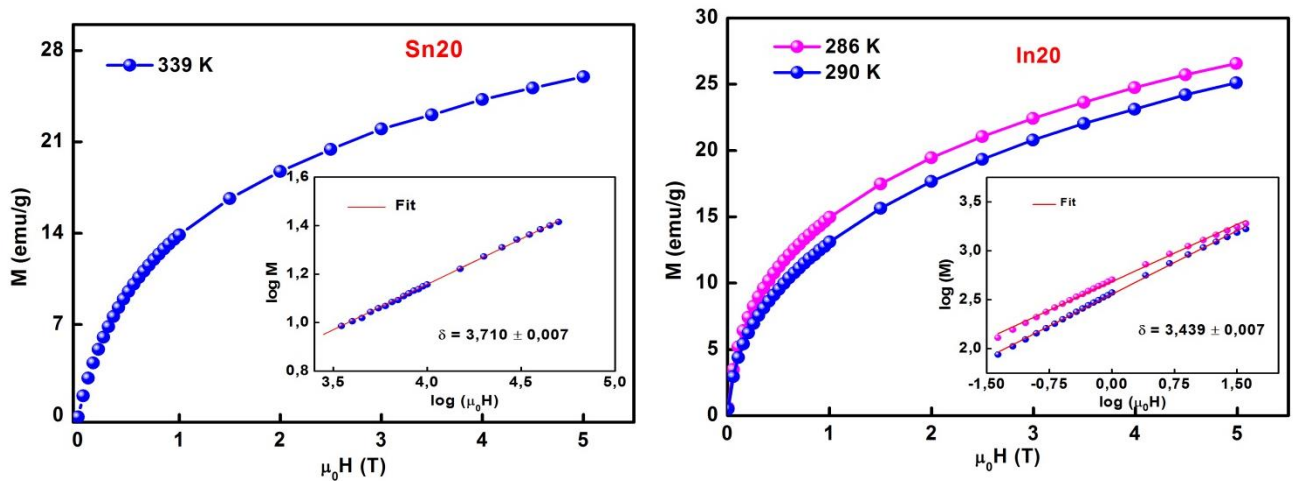 Sn20
339 K
M (emu/g)
28
21
14
7
0
0
1
2
3
4
5
μ₀H (T)
Fit
log M
1,6
1,4
1,2
1,0
0,8
3,5
4,0
4,5
5,0
log (μ₀H)
δ = 3,710 ± 0,007
In20
286 K
290 K
M (emu/g)
30
25
20
15
10
5
0
0
1
2
3
4
5
μ₀H (T)
Fit
log (M)
3,5
3,0
2,5
2,0
-1,50
-0,75
0,00
0,75
1,50
log (μ₀H)
δ = 3,439 ± 0,007